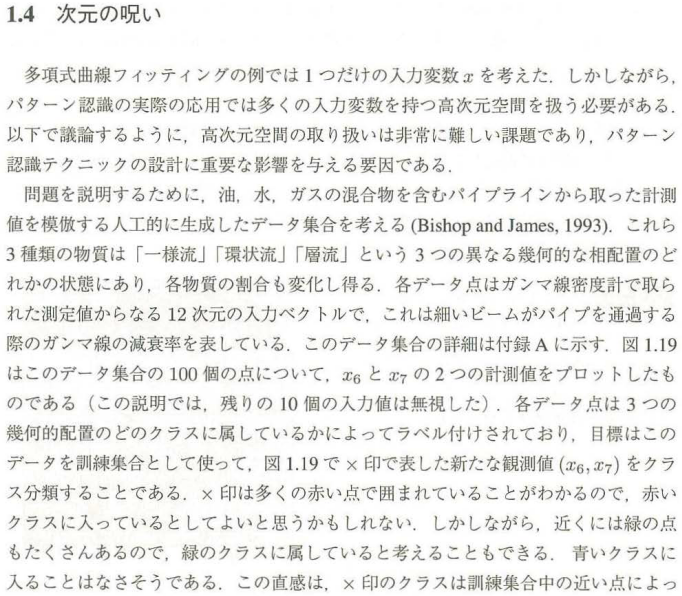 1.4 次元の呪い
多項式曲線フィッティングの例では1つだけの入力変数 x を考えた．しかしながら，
パターン認識の実際の応用では多くの入力変数を持つ高次元空間を扱う必要がある．
以下で議論するように，高次元空間の取り扱いは非常に難しい課題であり，パターン
認識テクニックの設計に重要な影響を与える要因である．
問題を説明するために，油，水，ガスの混合物を含むパイプラインから取った計測
値を模倣する人工的に生成したデータ集合を考える (Bishop and James, 1993)．これら
3種類の物質は「一様流」「環状流」「層流」という3つの異なる幾何的な相配置のど
れかの状態にあり，各物質の割合も変化し得る．各データ点はガンマ線密度計で取ら
れた測定値からなる12次元の入力ベクトルで，これは細いビームがパイプを通過する
際のガンマ線の減衰率を表している．このデータ集合の詳細は付録 A に示す．図 1.19
はこのデータ集合の 100 個の点について，x₆ と x₇ の2つの計測値をプロットしたも
のである（この説明では，残りの 10 個の入力値は無視した）．各データ点は3つの
幾何的配置のどのクラスに属しているかによってラベル付けされており，目標はこの
データを訓練集合として使って，図 1.19 で × 印で表した新たな観測値 (x₆, x₇) をクラ
ス分類することである．× 印は多くの赤い点で囲まれていることがわかるので，赤い
クラスに入っているとしてよいと思うかもしれない．しかしながら，近くには緑の点
もたくさんあるので，緑のクラスに属していると考えることもできる．青いクラスに
入ることはなさそうである．この直感は，× 印のクラスは訓練集合中の近い点によっ